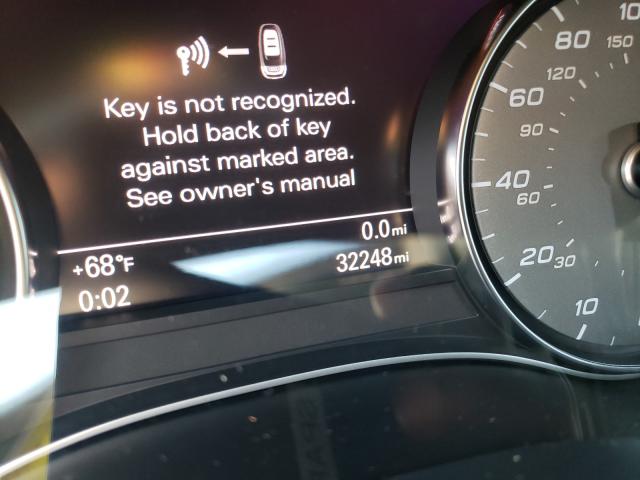 Key is not recognized.
Hold back of key
against marked area.
See owner's manual
+68°F
0.0mi
0:02
32248mi
80
150
120
60
90
40
60
20
30
10